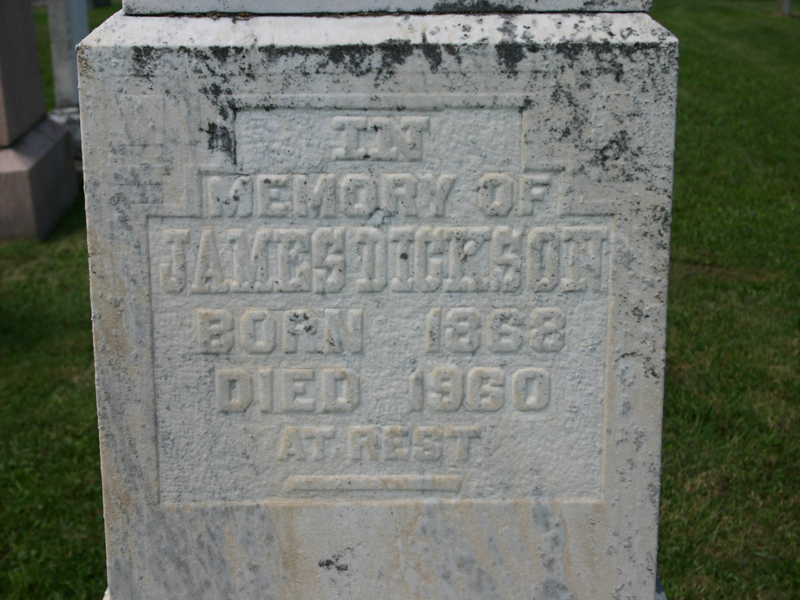 IN
MEMORY OF
JAMES DICKSON
BORN 1868
DIED 1960
AT REST